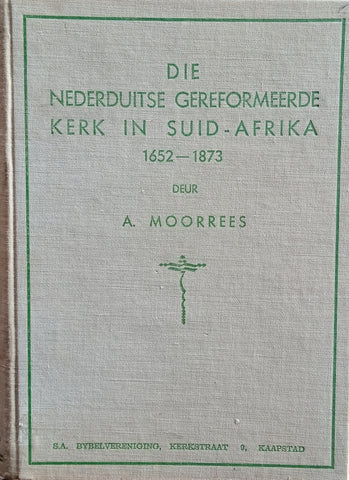 DIE
NEDERDUITSE GEREFORMEERDE
KERK IN SUID-AFRIKA
1652—1873
DEUR
A. MOORREES
S.A. BYBELVERENIGING, KERKSTRAAT 9, KAAPSTAD